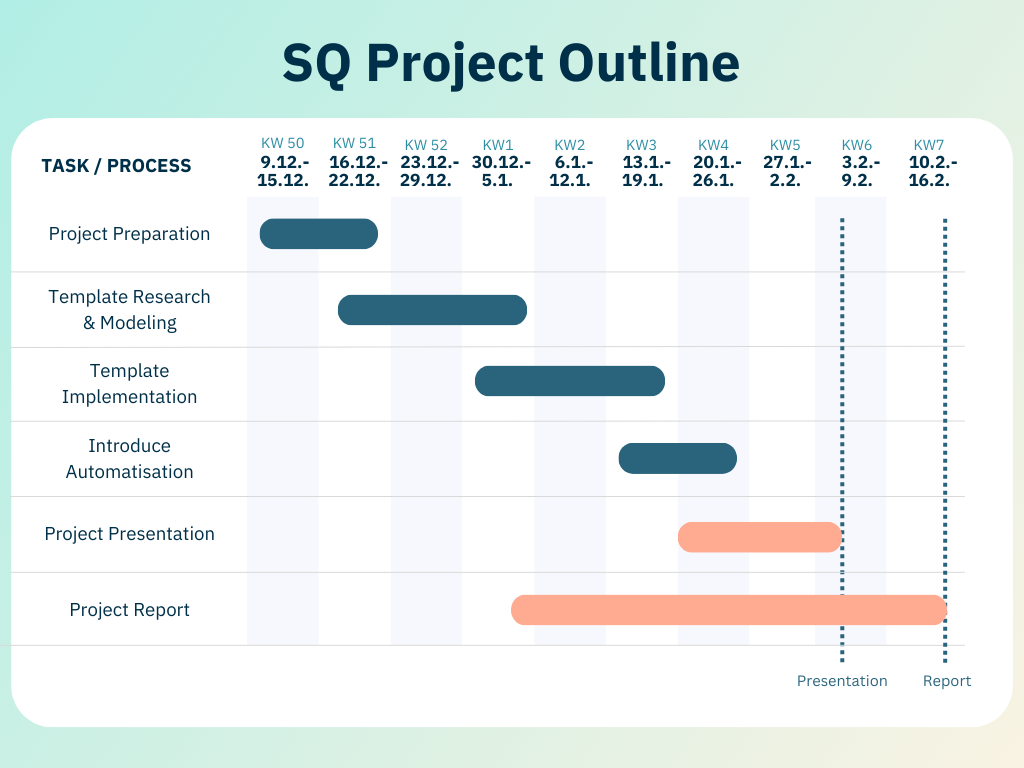 SQ Project Outline
TASK / PROCESS
KW 50
9.12.-
15.12.
KW 51
16.12.-
22.12.
KW 52
23.12.-
29.12.
KW1
30.12.-
5.1.
KW2
6.1.-
12.1.
KW3
13.1.-
19.1.
KW4
20.1.-
26.1.
KW5
27.1.-
2.2.
KW6
3.2.-
9.2.
KW7
10.2.-
16.2.
Project Preparation
Template Research
& Modeling
Template
Implementation
Introduce
Automatisation
Project Presentation
Project Report
Presentation
Report